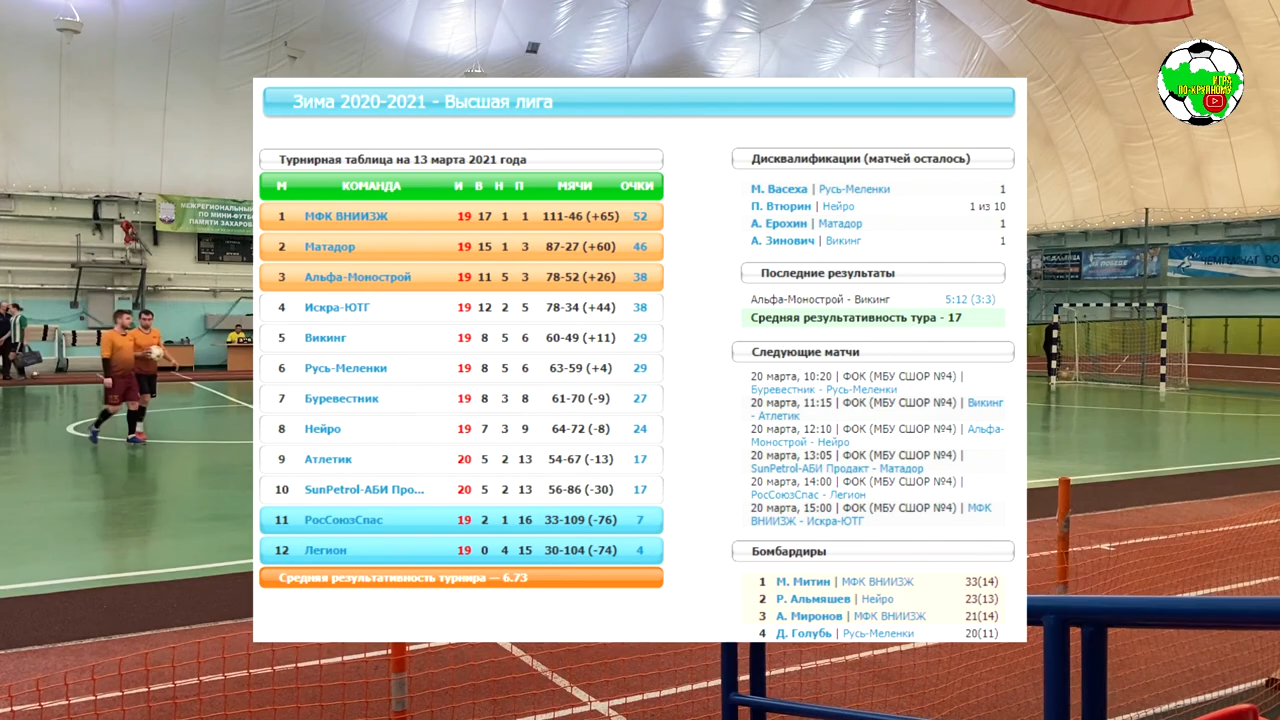 ИГРА
ПО-КРУПНОМУ
Зима 2020-2021 - Высшая лига
Турнирная таблица на 13 марта 2021 года
М КОМАНДА И В Н П МЯЧИ ОЧКИ
1 МФК ВНИИЗЖ 19 17 1 1 111-46 (+65) 52
2 Матадор 19 15 1 3 87-27 (+60) 46
3 Альфа-Монострой 19 11 5 3 78-52 (+26) 38
4 Искра-ЮТГ 19 12 2 5 78-34 (+44) 38
5 Викинг 19 8 5 6 60-49 (+11) 29
6 Русь-Меленки 19 8 5 6 63-59 (+4) 29
7 Буревестник 19 8 3 8 61-70 (-9) 27
8 Нейро 19 7 3 9 64-72 (-8) 24
9 Атлетик 20 5 2 13 54-67 (-13) 17
10 SunPetrol-АБИ Про... 20 5 2 13 56-86 (-30) 17
11 РосСоюзСпас 19 2 1 16 33-109 (-76) 7
12 Легион 19 0 4 15 30-104 (-74) 4
Средняя результативность турнира — 6.73
Дисквалификации (матчей осталось)
М. Васеха | Русь-Меленки 1
П. Втюрин | Нейро 1 из 10
А. Ерохин | Матадор 1
А. Зинович | Викинг 1
Последние результаты
Альфа-Монострой - Викинг 5:12 (3:3)
Средняя результативность тура - 17
Следующие матчи
20 марта, 10:20 | ФОК (МБУ СШОР №4) |
Буревестник - Русь-Меленки
20 марта, 11:15 | ФОК (МБУ СШОР №4) | Викинг
- Атлетик
20 марта, 12:10 | ФОК (МБУ СШОР №4) | Альфа-
Монострой - Нейро
20 марта, 13:05 | ФОК (МБУ СШОР №4) |
SunPetrol-АБИ Продакт - Матадор
20 марта, 14:00 | ФОК (МБУ СШОР №4) |
РосСоюзСпас - Легион
20 марта, 15:00 | ФОК (МБУ СШОР №4) | МФК
ВНИИЗЖ - Искра-ЮТГ
Бомбардиры
1 М. Митин | МФК ВНИИЗЖ 33(14)
2 Р. Альмяшев | Нейро 23(13)
3 А. Миронов | МФК ВНИИЗЖ 21(14)
4 Д. Голубь | Русь-Меленки 20(11)
МЕЖРЕГИОНАЛЬНЫЙ
ПО МИНИ-ФУТБ
ПАМЯТИ ЗАХАРОВ